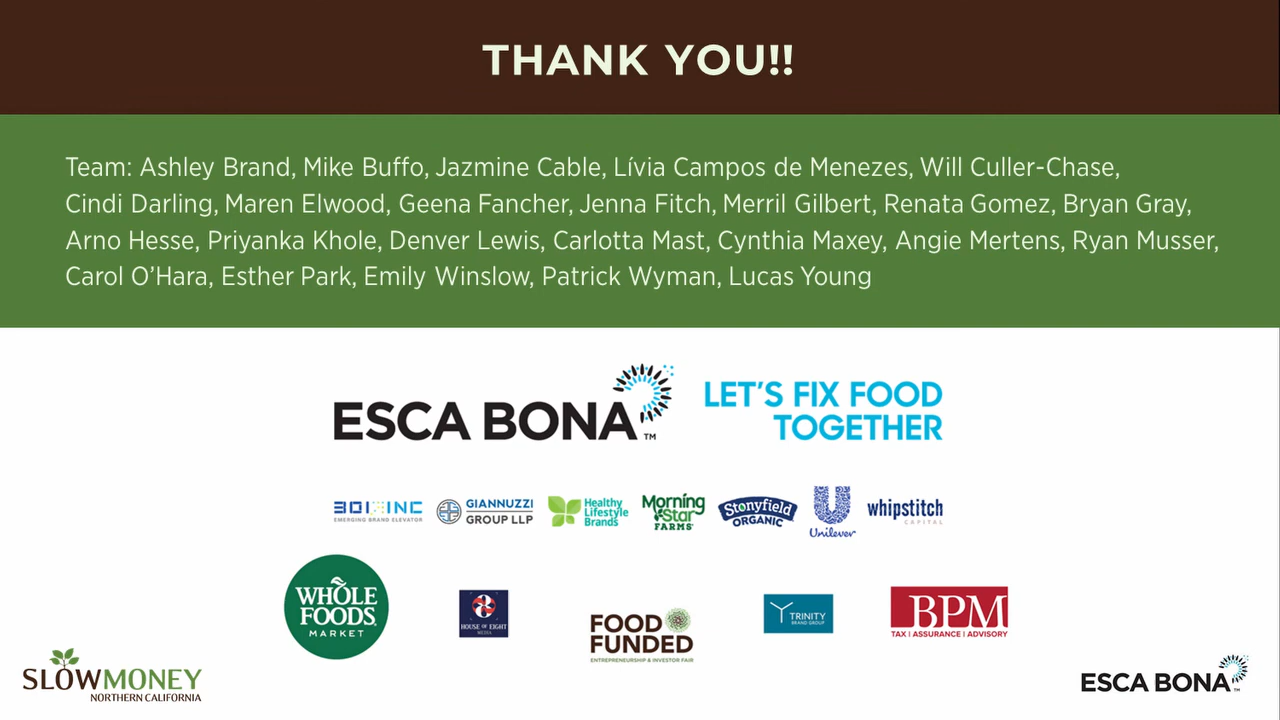 THANK YOU!!
Team: Ashley Brand, Mike Buffo, Jazmine Cable, Lívia Campos de Menezes, Will Culler-Chase,
Cindi Darling, Maren Elwood, Geena Fancher, Jenna Fitch, Merril Gilbert, Renata Gomez, Bryan Gray,
Arno Hesse, Priyanka Khole, Denver Lewis, Carlotta Mast, Cynthia Maxey, Angie Mertens, Ryan Musser,
Carol O’Hara, Esther Park, Emily Winslow, Patrick Wyman, Lucas Young
ESCA BONA™
LET’S FIX FOOD
TOGETHER
301 INC
EMERGING BRAND ELEVATOR
GIANNUZZI
GROUP LLP
Healthy
Lifestyle
Brands
Morning
Star
FARMS
Stonyfield
ORGANIC
Unilever
whipstitch
CAPITAL
WHOLE
FOODS
MARKET
HOUSE OF EIGHT
MEDIA
FOOD
FUNDED
ENTREPRENEURSHIP & INVESTOR FAIR
TRINITY
BRAND GROUP
BPM
TAX | ASSURANCE | ADVISORY
SLOWMONEY
NORTHERN CALIFORNIA
ESCA BONA™